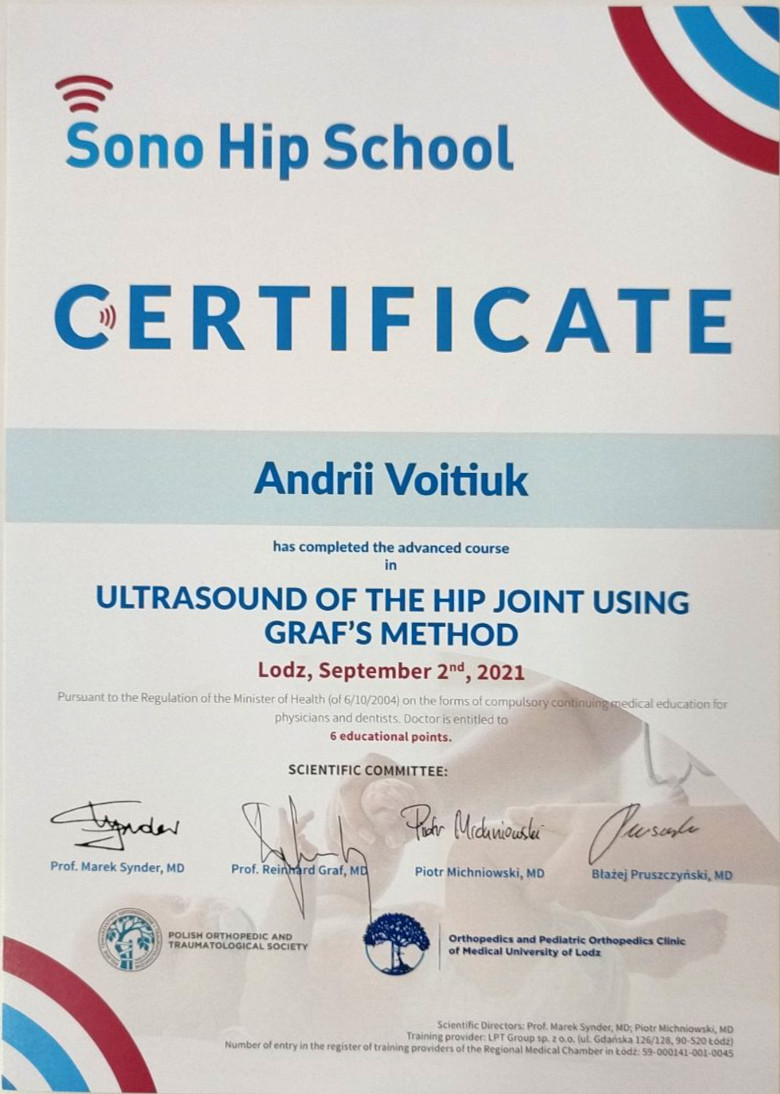 Sono Hip School
CERTIFICATE
Andrii Voitiuk
has completed the advanced course
in
ULTRASOUND OF THE HIP JOINT USING
GRAF'S METHOD
Lodz, September 2nd, 2021
Pursuant to the Regulation of the Minister of Health (of 6/10/2004) on the forms of compulsory continuing medical education for
physicians and dentists. Doctor is entitled to
6 educational points.
SCIENTIFIC COMMITTEE:
Prof. Marek Synder, MD
Prof. Reinhard Graf, MD
Piotr Michniowski, MD
Błażej Pruszczyński, MD
POLISH ORTHOPEDIC AND
TRAUMATOLOGICAL SOCIETY
Orthopedics and Pediatric Orthopedics Clinic
of Medical University of Lodz
Scientific Directors: Prof. Marek Synder, MD; Piotr Michniowski, MD
Training provider: LPT Group sp. z o.o. (ul. Gdańska 126/128, 90-520 Łódź)
Number of entry in the register of training providers of the Regional Medical Chamber in Łódź: 59-000141-001-0045